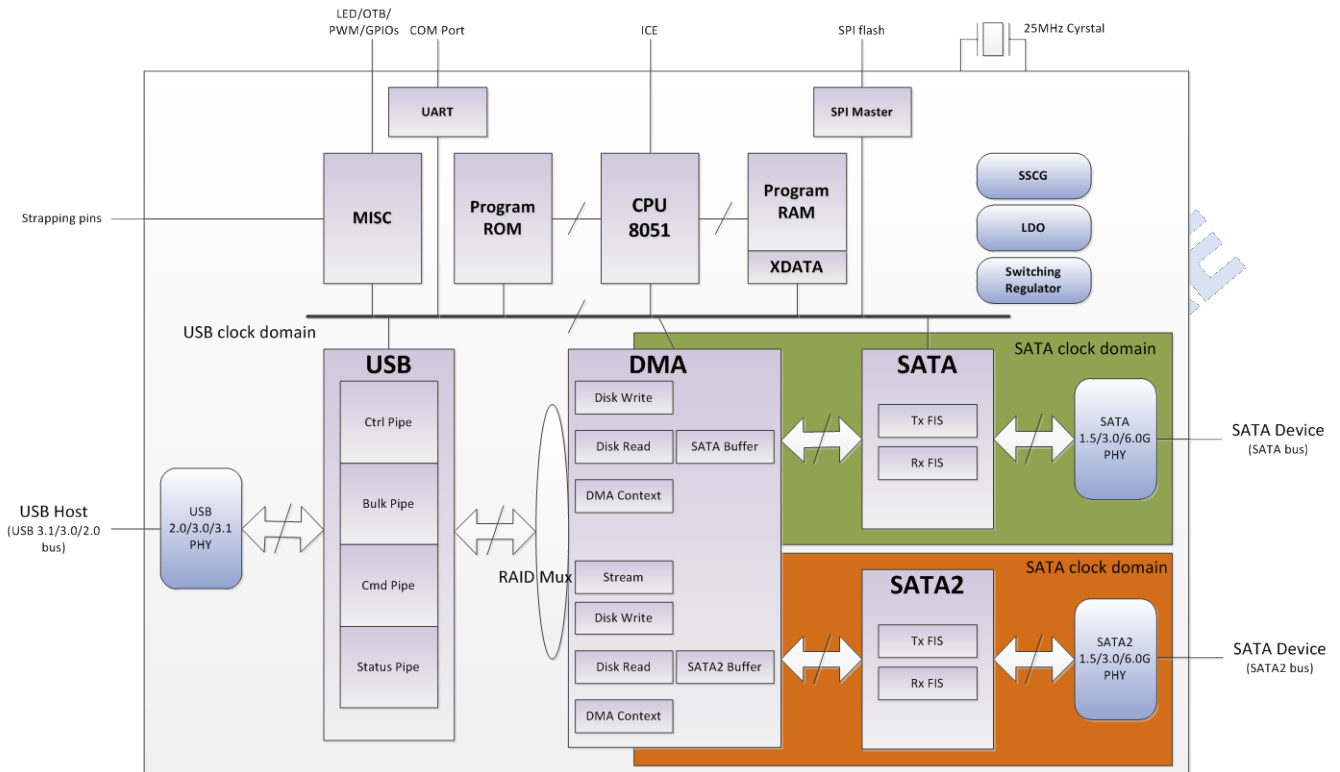 LED/OTB/
PWM/GPIOs
COM Port
ICE
SPI flash
25MHz Cyrstal
UART
SPI Master
MISC
Program
ROM
CPU
8051
Program
RAM
XDATA
SSCG
LDO
Switching
Regulator
Strapping pins
USB clock domain
USB
Ctrl Pipe
Bulk Pipe
Cmd Pipe
Status Pipe
USB Host
(USB 3.1/3.0/2.0
bus)
USB
2.0/3.0/3.1
PHY
RAID Mux
DMA
Disk Write
Disk Read
SATA Buffer
DMA Context
Stream
Disk Write
Disk Read
SATA2 Buffer
DMA Context
SATA clock domain
SATA
Tx FIS
Rx FIS
SATA
1.5/3.0/6.0G
PHY
SATA Device
(SATA bus)
SATA clock domain
SATA2
Tx FIS
Rx FIS
SATA2
1.5/3.0/6.0G
PHY
SATA Device
(SATA2 bus)